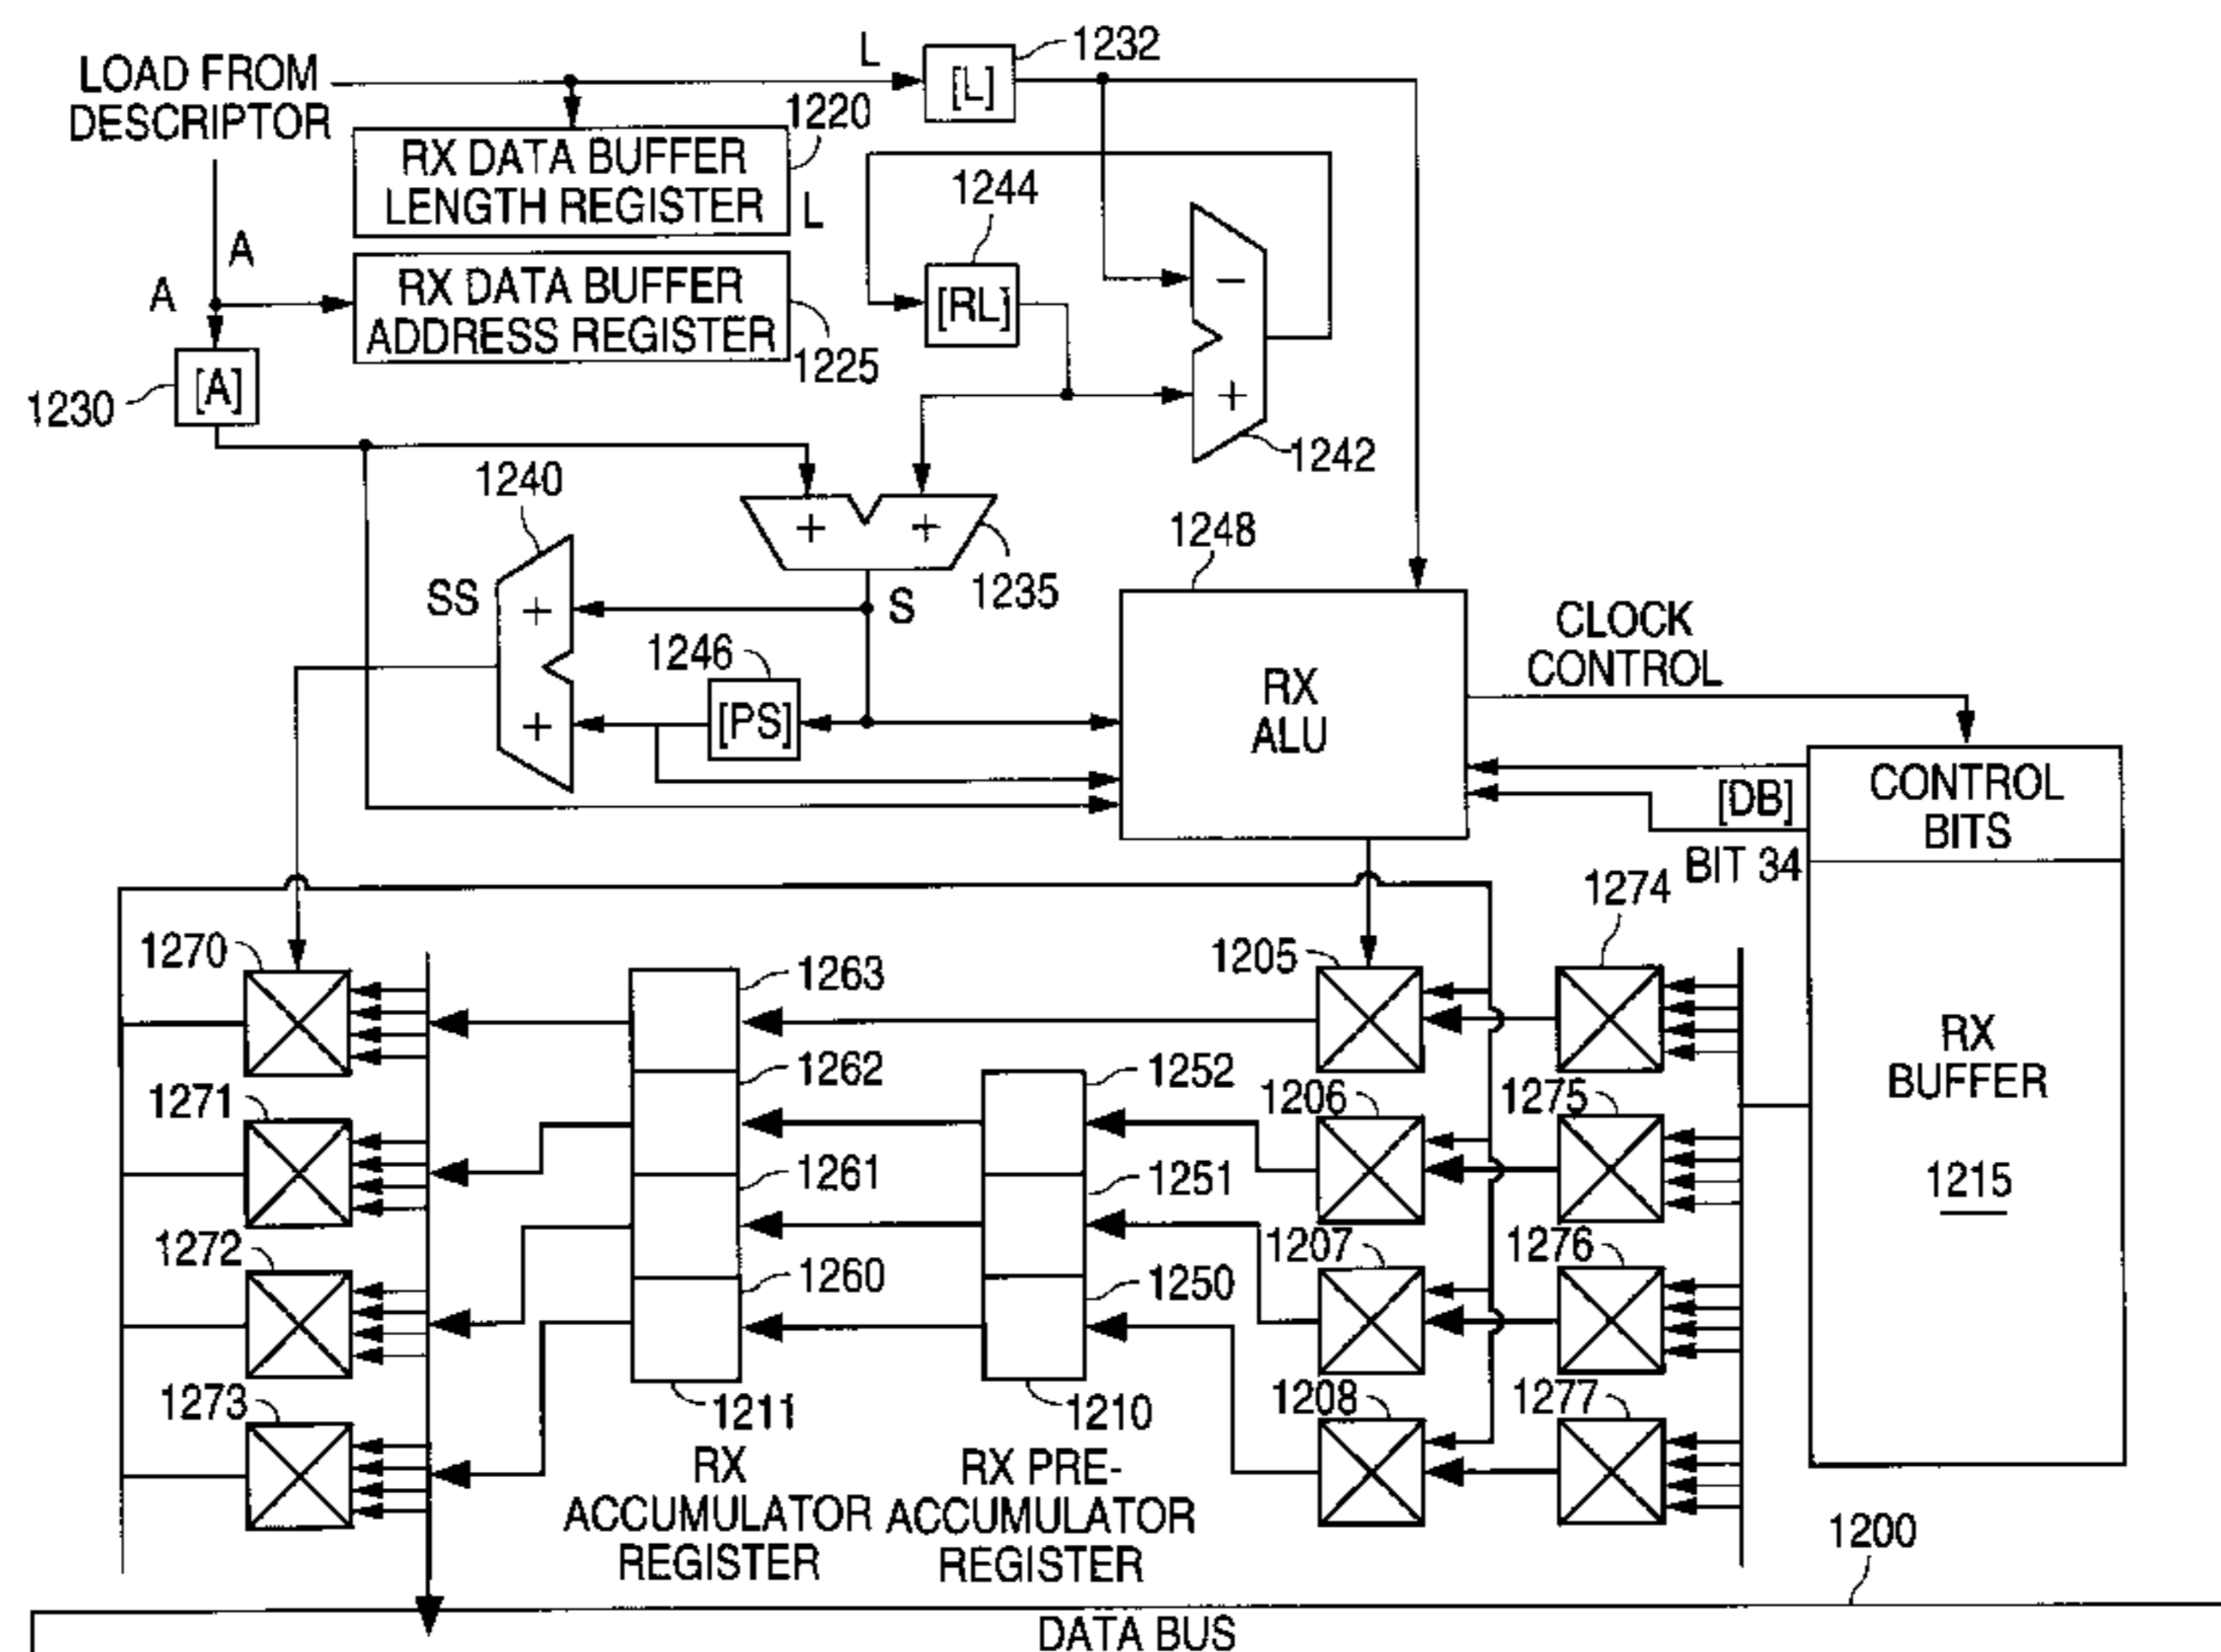 LOAD FROM
DESCRIPTOR
L
[L]
1232
1220
RX DATA BUFFER
LENGTH REGISTER
L
A
A
RX DATA BUFFER
ADDRESS REGISTER
1225
[A]
1230
1244
[RL]
−
+
1242
1240
+
+
1235
SS
+
S
1246
[PS]
+
1248
RX
ALU
CLOCK
CONTROL
CONTROL
BITS
[DB]
BIT 34
RX
BUFFER
1215
1270
1263
1205
1274
1271
1262
1252
1206
1275
1272
1261
1251
1207
1276
1273
1260
1250
1208
1277
1211
1210
RX
ACCUMULATOR
REGISTER
RX PRE-
ACCUMULATOR
REGISTER
1200
DATA BUS